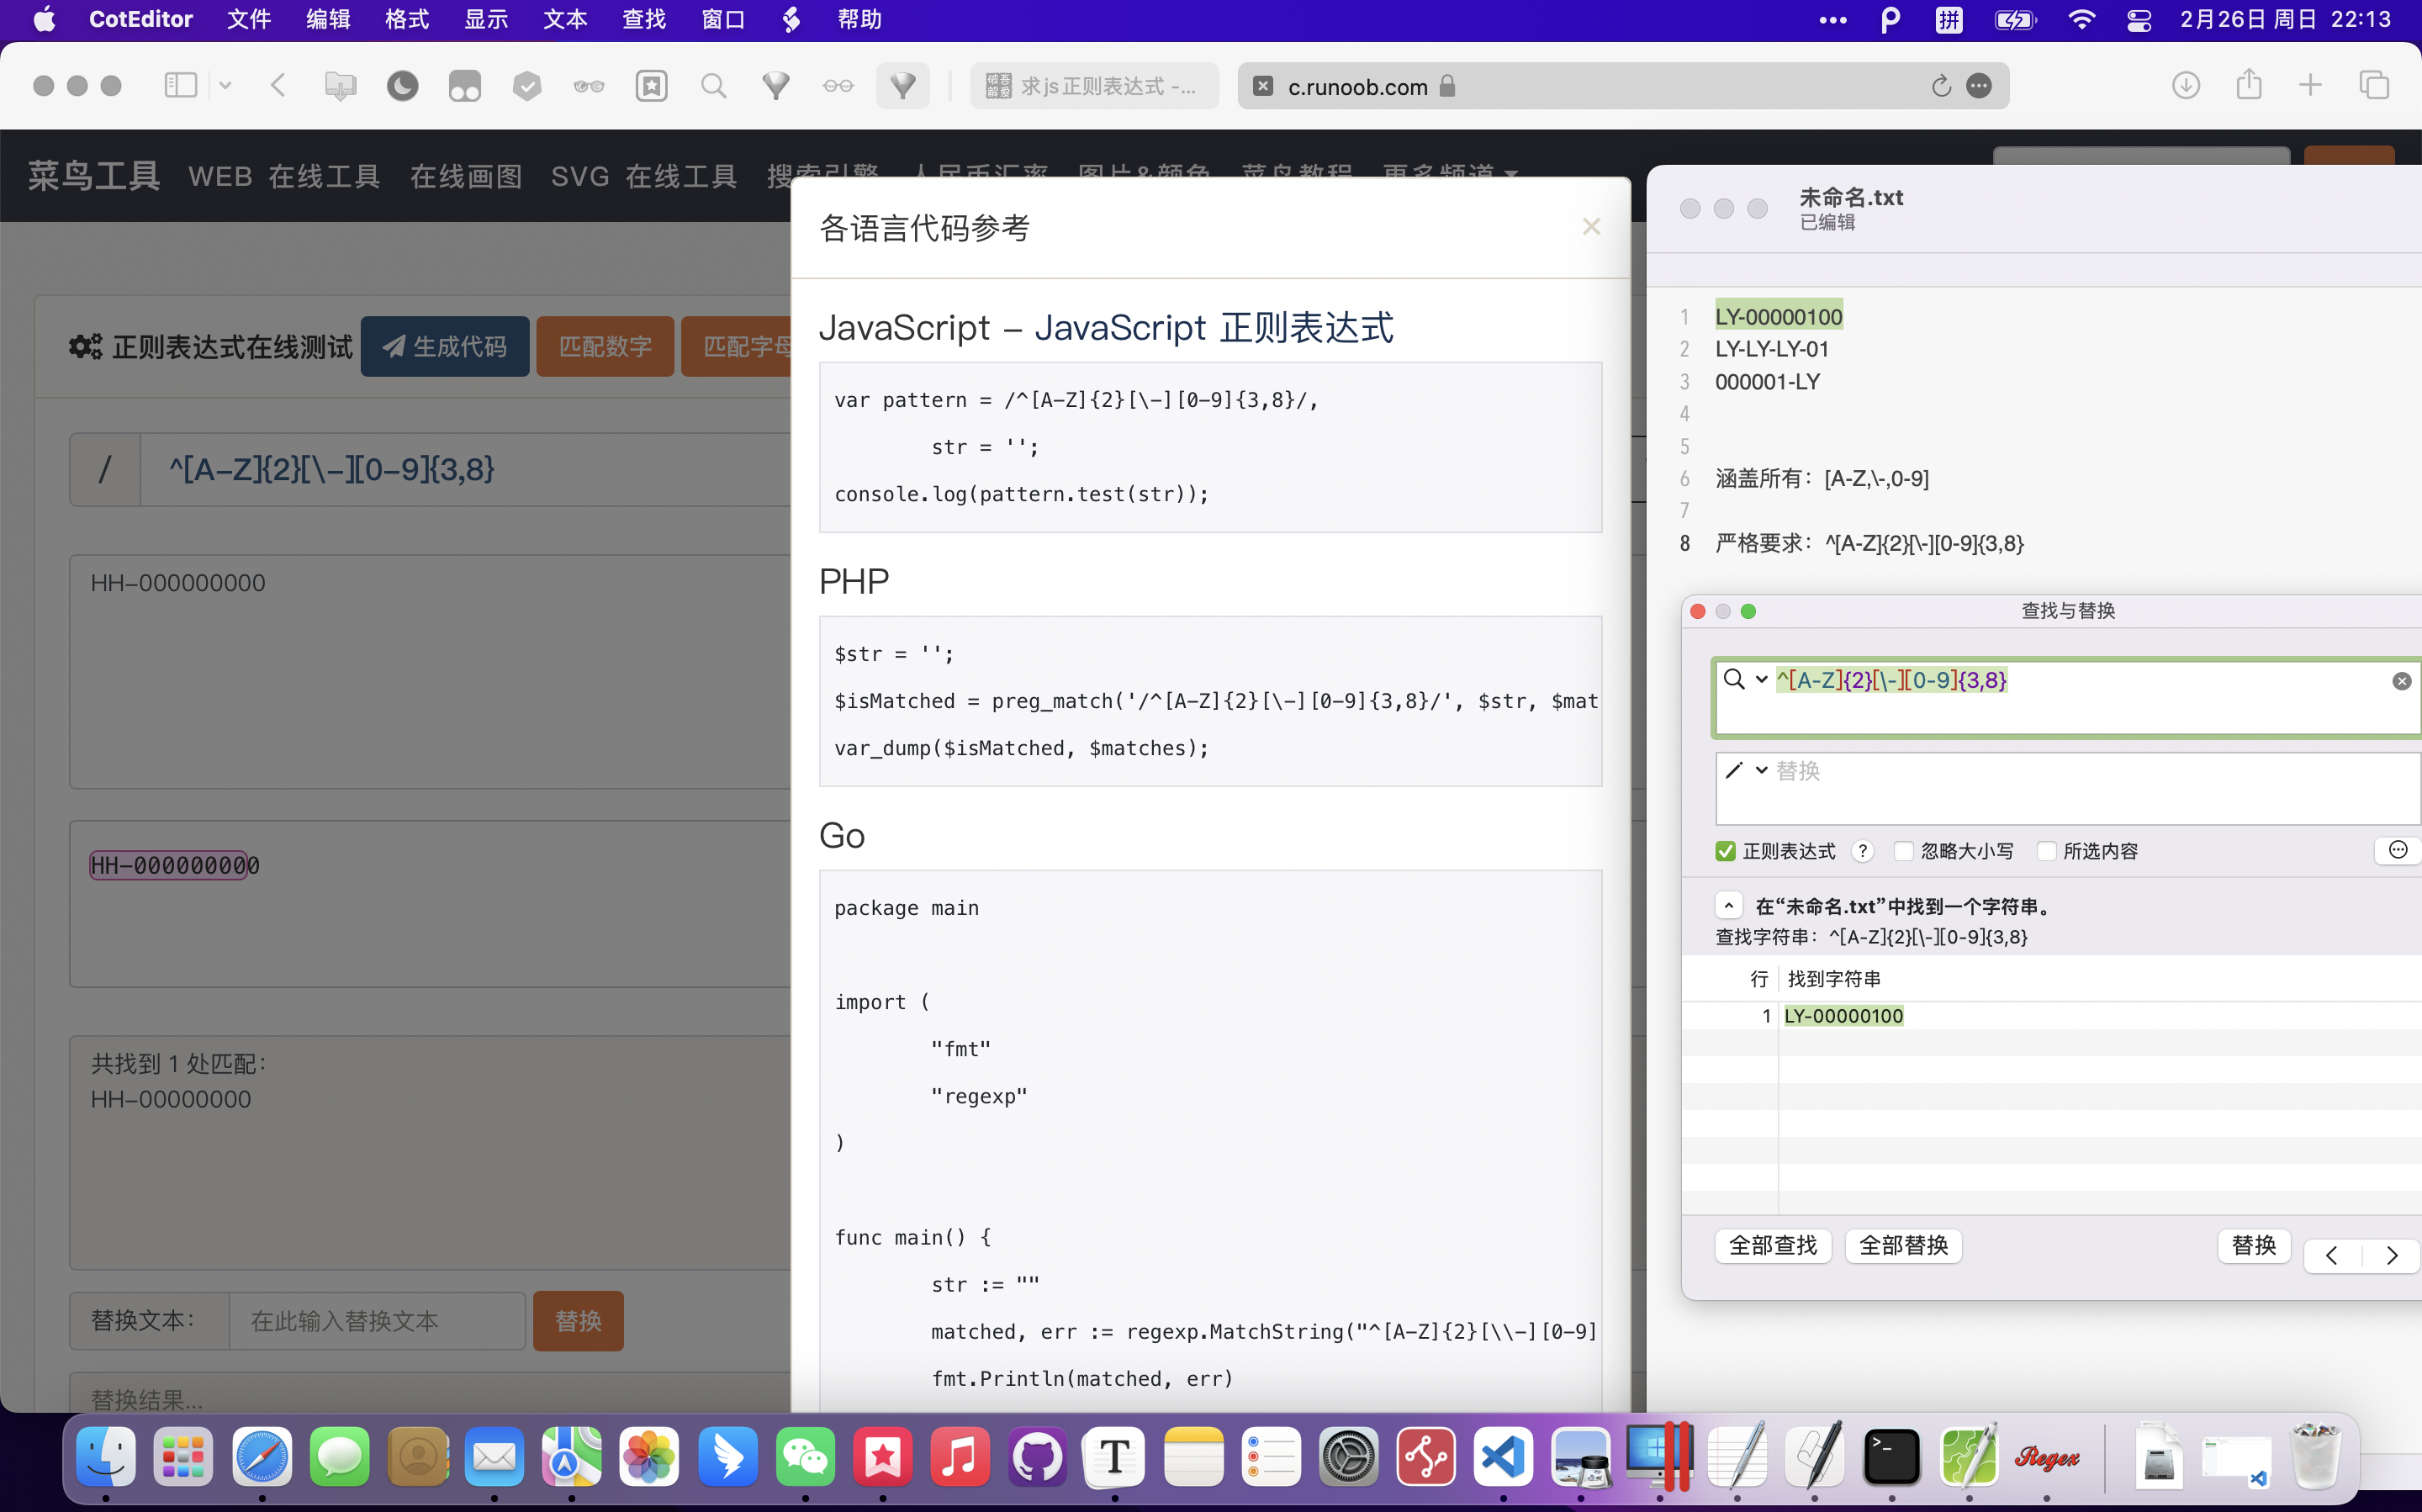 CotEditor 文件 编辑 格式 显示 文本 查找 窗口 帮助 拼 2月26日 周日 22:13
求js正则表达式 -... c.runoob.com
菜鸟工具 WEB 在线工具 在线画图 SVG 在线工具 搜索引擎 人民币汇率 图片&颜色 菜鸟教程 更多频道
正则表达式在线测试 生成代码 匹配数字 匹配字母
/ ^[A-Z]{2}[\-][0-9]{3,8}
HH-000000000
HH-000000000
共找到 1 处匹配:
HH-00000000
替换文本: 在此输入替换文本 替换
替换结果...
各语言代码参考 ×
JavaScript – JavaScript 正则表达式
var pattern = /^[A-Z]{2}[\-][0-9]{3,8}/,
str = '';
console.log(pattern.test(str));
PHP
$str = '';
$isMatched = preg_match('/^[A-Z]{2}[\-][0-9]{3,8}/', $str, $mat
var_dump($isMatched, $matches);
Go
package main
import (
"fmt"
"regexp"
)
func main() {
str := ""
matched, err := regexp.MatchString("^[A-Z]{2}[\\-][0-9]
fmt.Println(matched, err)
未命名.txt
已编辑
1 LY-00000100
2 LY-LY-LY-01
3 000001-LY
4
5
6 涵盖所有：[A-Z,\-,0-9]
7
8 严格要求：^[A-Z]{2}[\-][0-9]{3,8}
查找与替换
^[A-Z]{2}[\-][0-9]{3,8}
替换
正则表达式 ? 忽略大小写 所选内容
在“未命名.txt”中找到一个字符串。
查找字符串：^[A-Z]{2}[\-][0-9]{3,8}
行 找到字符串
1 LY-00000100
全部查找 全部替换 替换
T >_ Regex